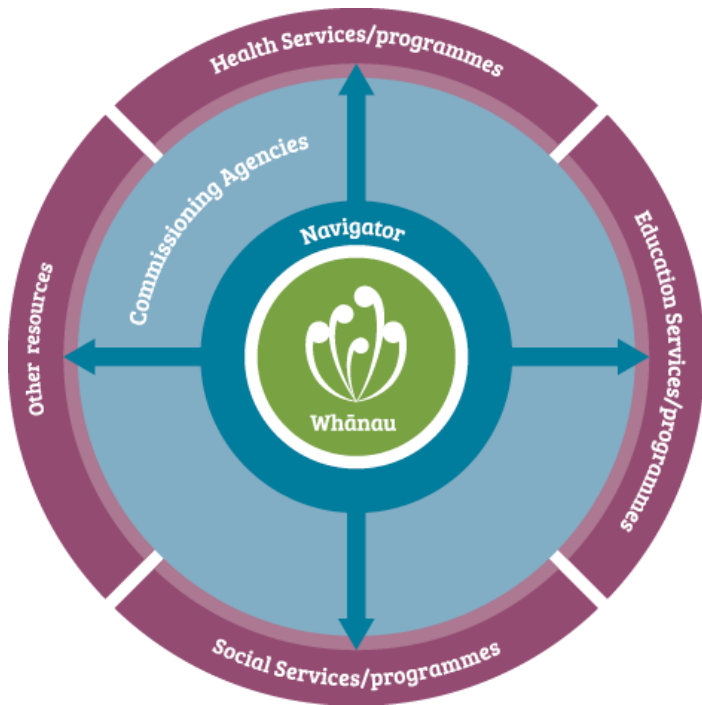 Health Services/programmes
Commissioning Agencies
Navigator
Education Services/programmes
Other resources
Whānau
Social Services/programmes